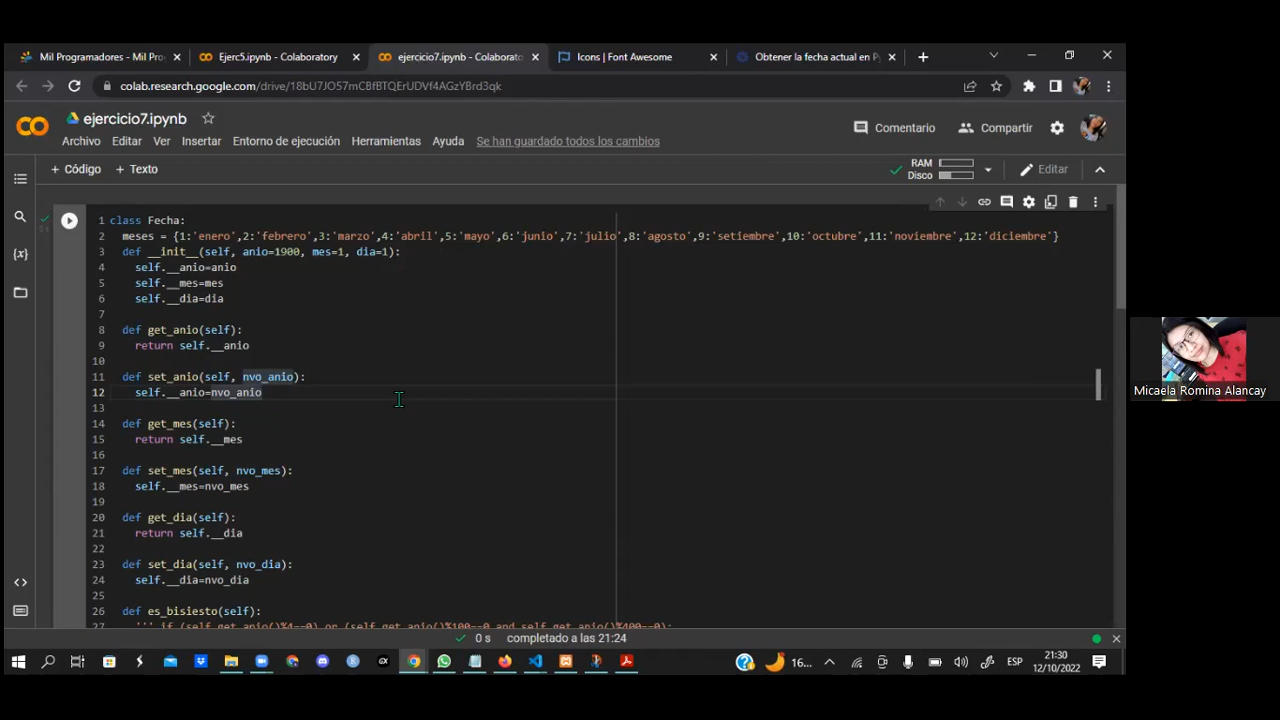 Mil Programadores - Mil Pro
Ejerc5.ipynb - Colaboratory
ejercicio7.ipynb - Colaborato
Icons | Font Awesome
Obtener la fecha actual en P
colab.research.google.com/drive/18bU7JO57mCBfBTQErUDVf4AGzYBrd3qk
ejercicio7.ipynb
Comentario
Compartir
Archivo Editar Ver Insertar Entorno de ejecución Herramientas Ayuda Se han guardado todos los cambios
+ Código + Texto
RAM
Disco
Editar
1 class Fecha:
2 meses = {1:'enero',2:'febrero',3:'marzo',4:'abril',5:'mayo',6:'junio',7:'julio',8:'agosto',9:'setiembre',10:'octubre',11:'noviembre',12:'diciembre'}
3 def __init__(self, anio=1900, mes=1, dia=1):
4 self.__anio=anio
5 self.__mes=mes
6 self.__dia=dia
7
8 def get_anio(self):
9 return self.__anio
10
11 def set_anio(self, nvo_anio):
12 self.__anio=nvo_anio
13
14 def get_mes(self):
15 return self.__mes
16
17 def set_mes(self, nvo_mes):
18 self.__mes=nvo_mes
19
20 def get_dia(self):
21 return self.__dia
22
23 def set_dia(self, nvo_dia):
24 self.__dia=nvo_dia
25
26 def es_bisiesto(self):
27 ''' if (self.get_anio()%4==0) or (self.get_anio()%100==0 and self.get_anio()%400==0):
0 s completado a las 21:24
Micaela Romina Alancay
16...
ESP
21:30
12/10/2022